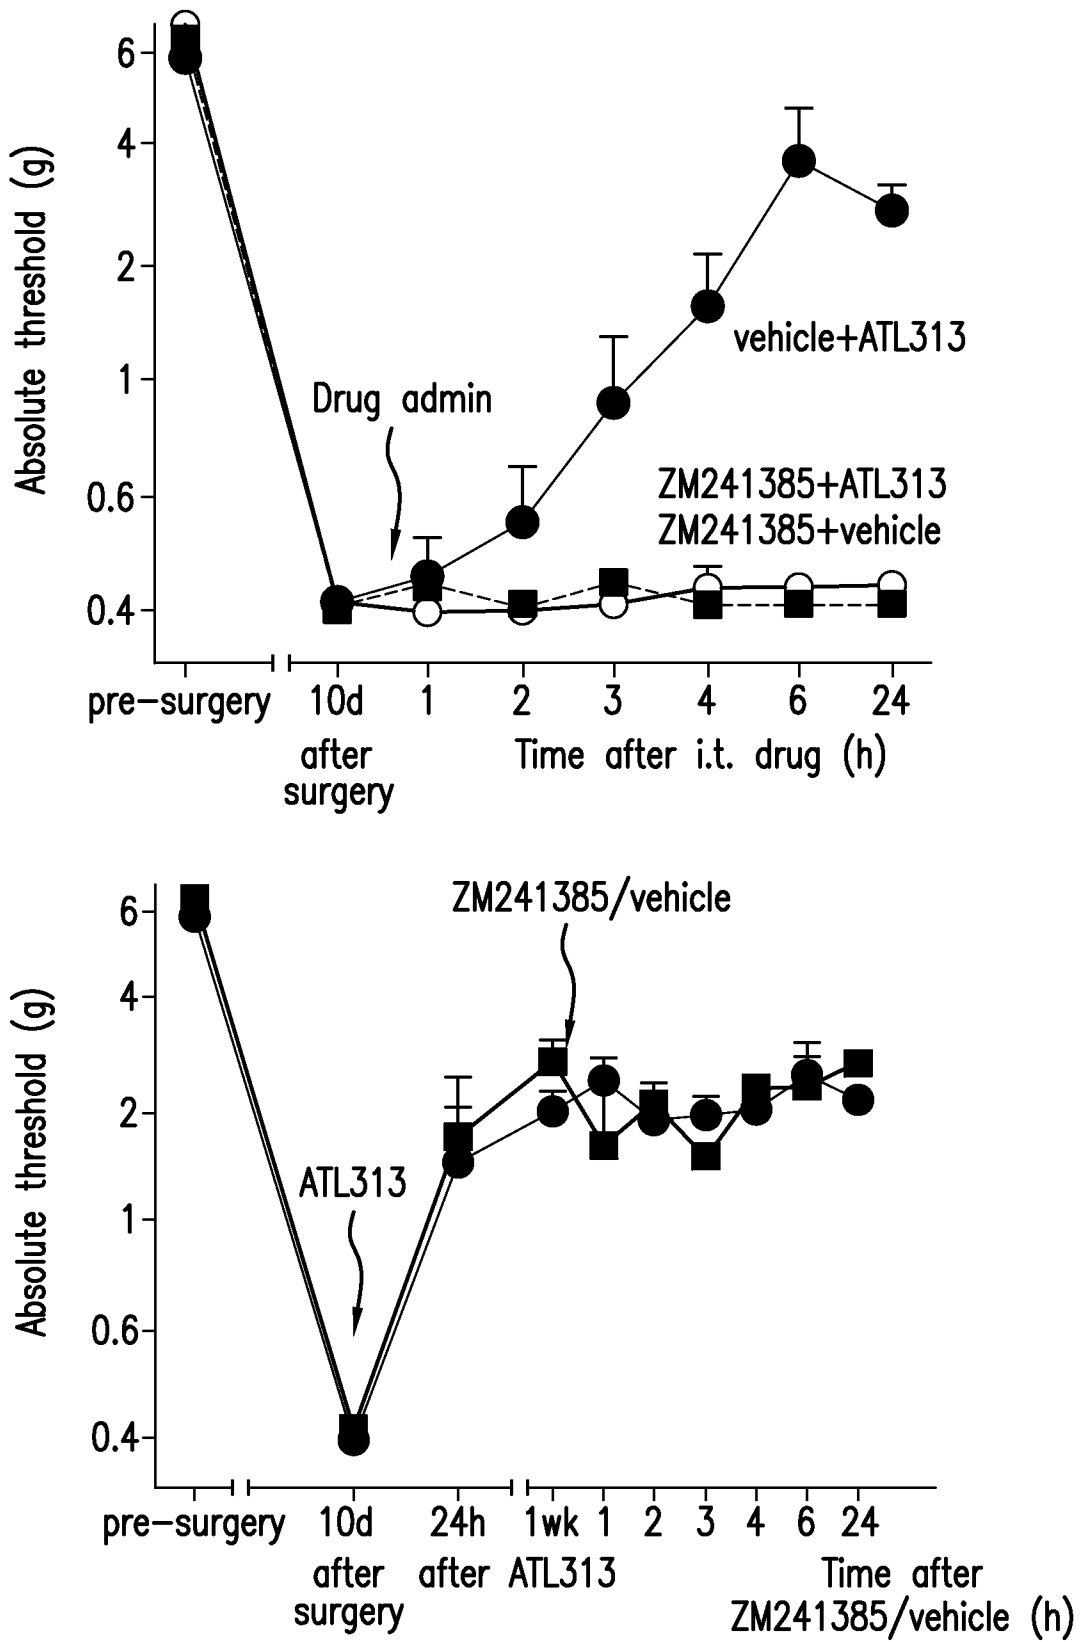 Absolute threshold (g)
6
4
2
1
0.6
0.4
Drug admin
vehicle+ATL313
ZM241385+ATL313
ZM241385+vehicle
pre-surgery 10d 1 2 3 4 6 24
after
surgery
Time after i.t. drug (h)
Absolute threshold (g)
6
4
2
1
0.6
0.4
ZM241385/vehicle
ATL313
pre-surgery 10d 24h 1wk 1 2 3 4 6 24
after
surgery
after ATL313
Time after
ZM241385/vehicle (h)